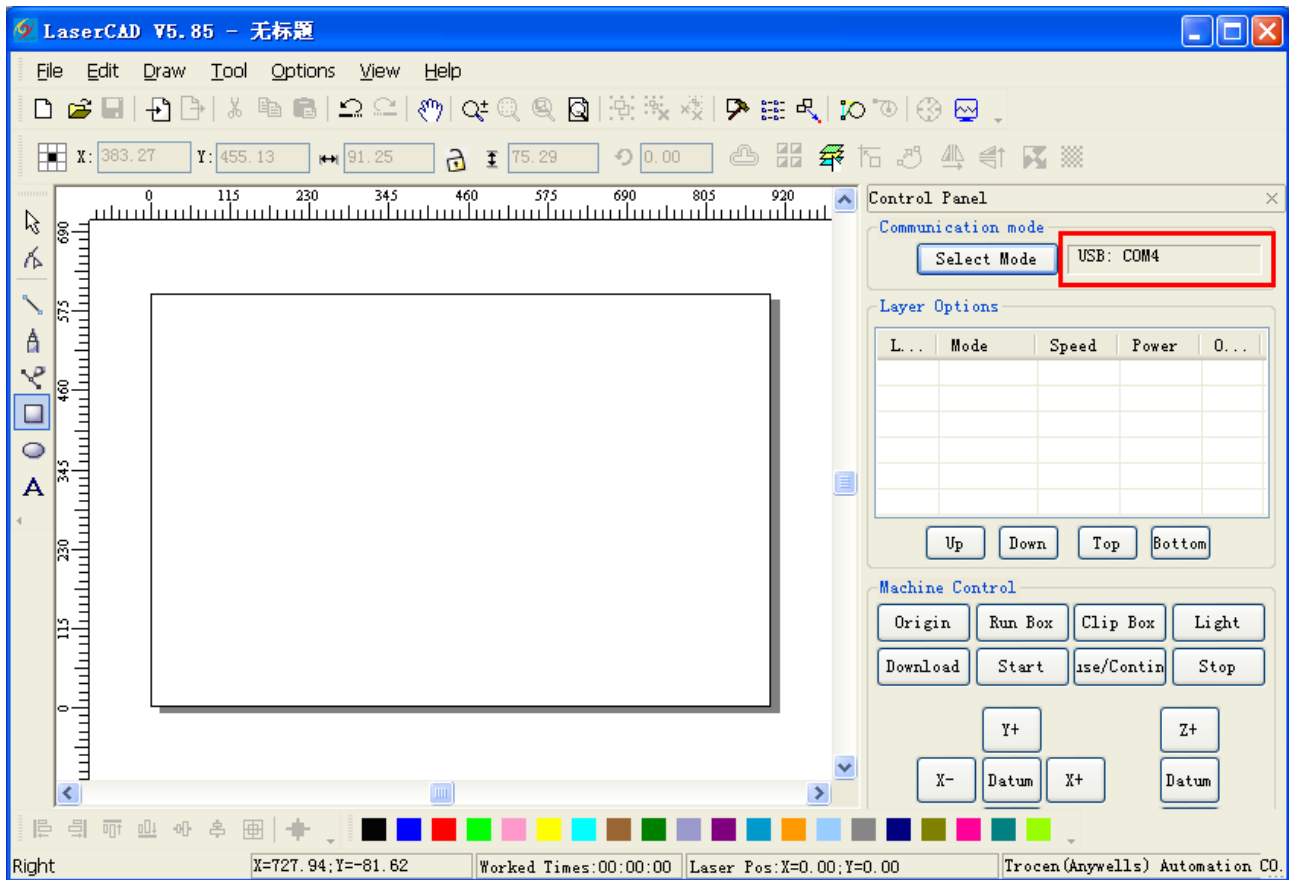 LaserCAD V5.85 - 无标题
File Edit Draw Tool Options View Help
X: 383.27 Y: 455.13 91.25 75.29 0.00
0 115 230 345 460 575 690 805 920
690
575
460
345
230
115
0
Control Panel
Communication mode
Select Mode USB: COM4
Layer Options
L... Mode Speed Power O...
Up Down Top Bottom
Machine Control
Origin Run Box Clip Box Light
Download Start ıse/Contin Stop
Y+ Z+
X- Datum X+ Datum
Right X=727.94;Y=-81.62 Worked Times:00:00:00 Laser Pos:X=0.00;Y=0.00 Trocen(Anywells) Automation CO.